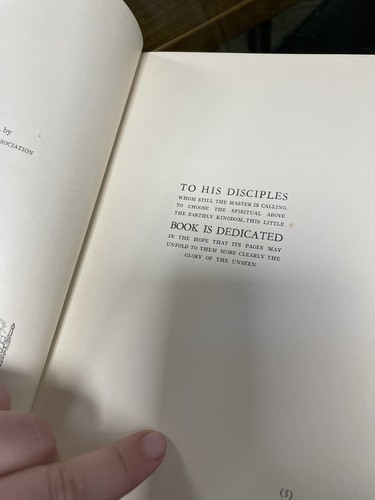 by
SOCIATION
TO HIS DISCIPLES
WHOM STILL THE MASTER IS CALLING
TO CHOOSE THE SPIRITUAL ABOVE
THE EARTHLY KINGDOM, THIS LITTLE
BOOK IS DEDICATED
IN THE HOPE THAT ITS PAGES MAY
UNFOLD TO THEM MORE CLEARLY THE
GLORY OF THE UNSEEN
(5)